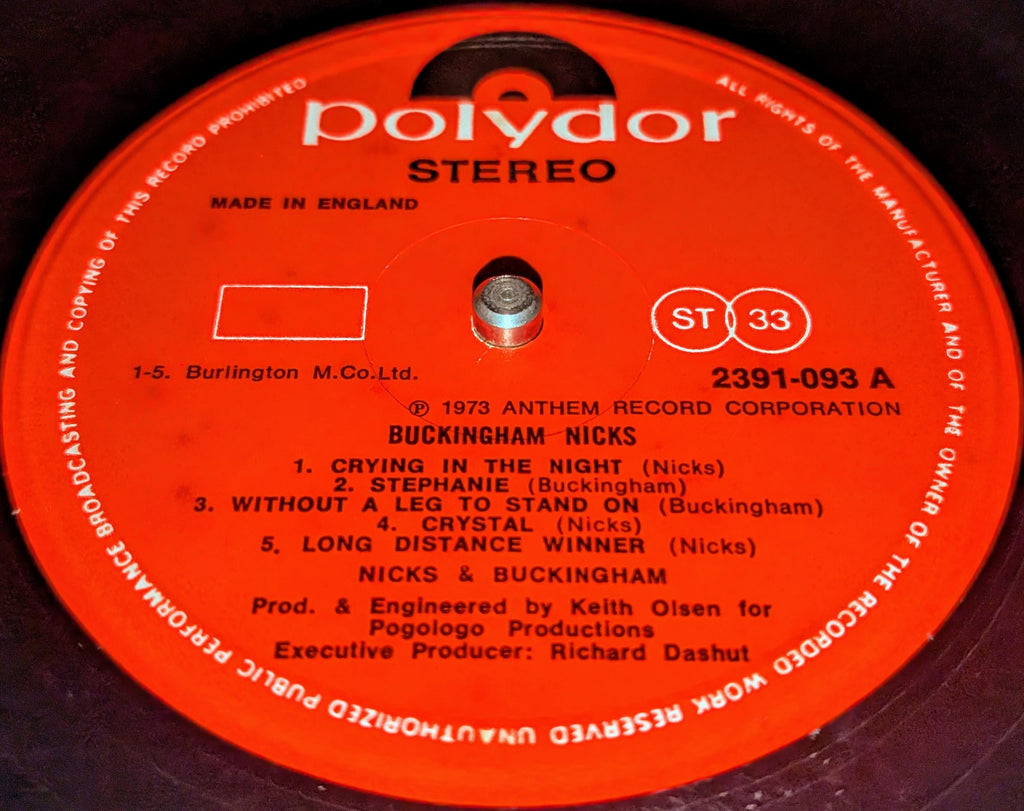 polydor
STEREO
MADE IN ENGLAND
ST 33
1-5. Burlington M.Co.Ltd.
2391-093 A
℗ 1973 ANTHEM RECORD CORPORATION
BUCKINGHAM NICKS
1. CRYING IN THE NIGHT (Nicks)
2. STEPHANIE (Buckingham)
3. WITHOUT A LEG TO STAND ON (Buckingham)
4. CRYSTAL (Nicks)
5. LONG DISTANCE WINNER (Nicks)
NICKS & BUCKINGHAM
Prod. & Engineered by Keith Olsen for
Pogologo Productions
Executive Producer: Richard Dashut
ALL RIGHTS OF THE MANUFACTURER AND OF THE OWNER OF THE RECORDED WORK RESERVED UNAUTHORIZED PUBLIC PERFORMANCE BROADCASTING AND COPYING OF THIS RECORD PROHIBITED